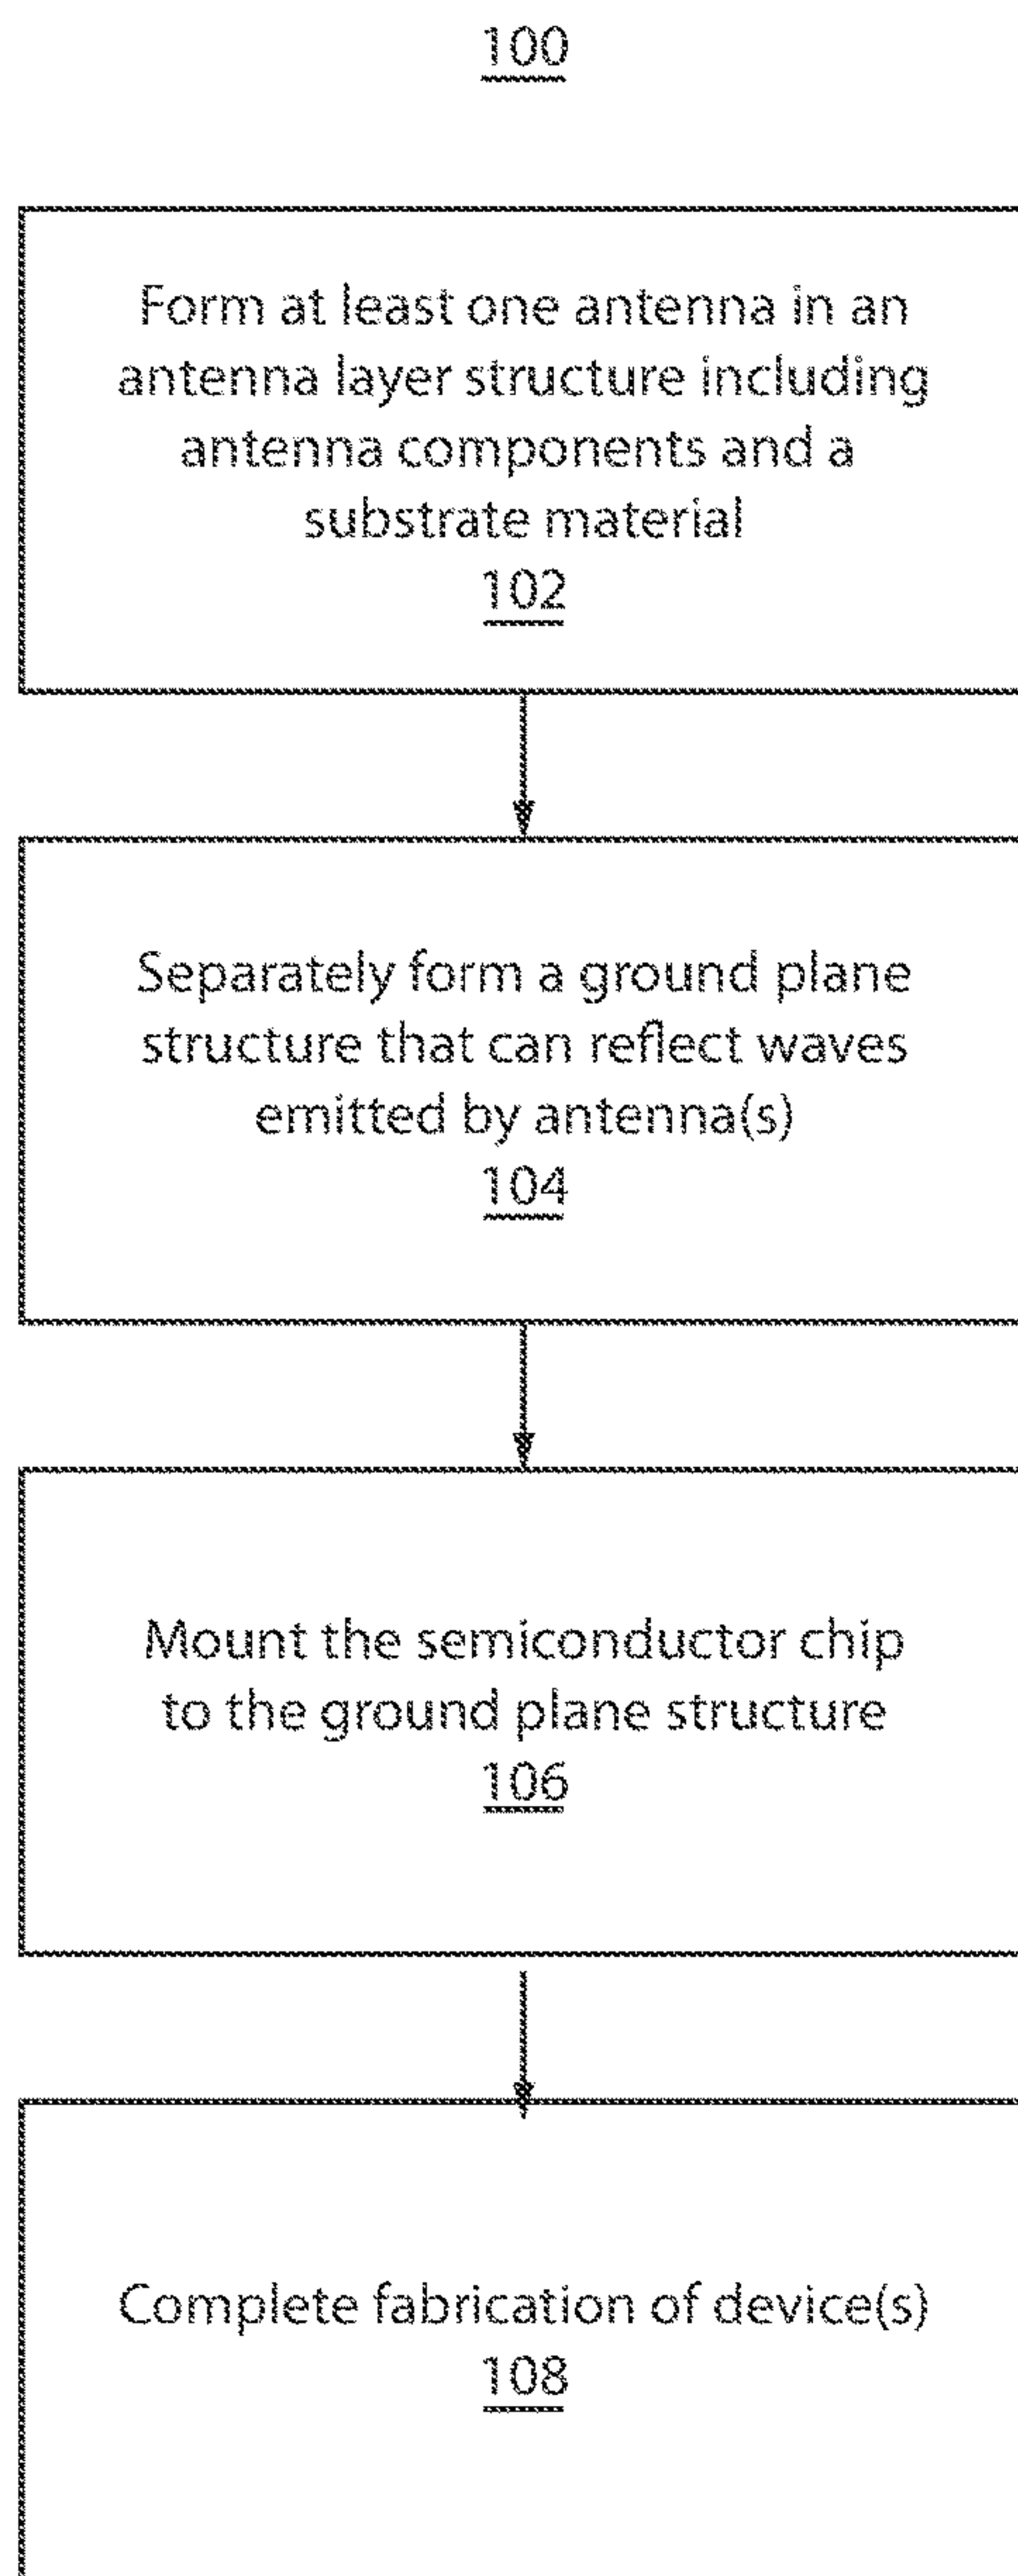 100
Form at least one antenna in an
antenna layer structure including
antenna components and a
substrate material
102
Separately form a ground plane
structure that can reflect waves
emitted by antenna(s)
104
Mount the semiconductor chip
to the ground plane structure
106
Complete fabrication of device(s)
108